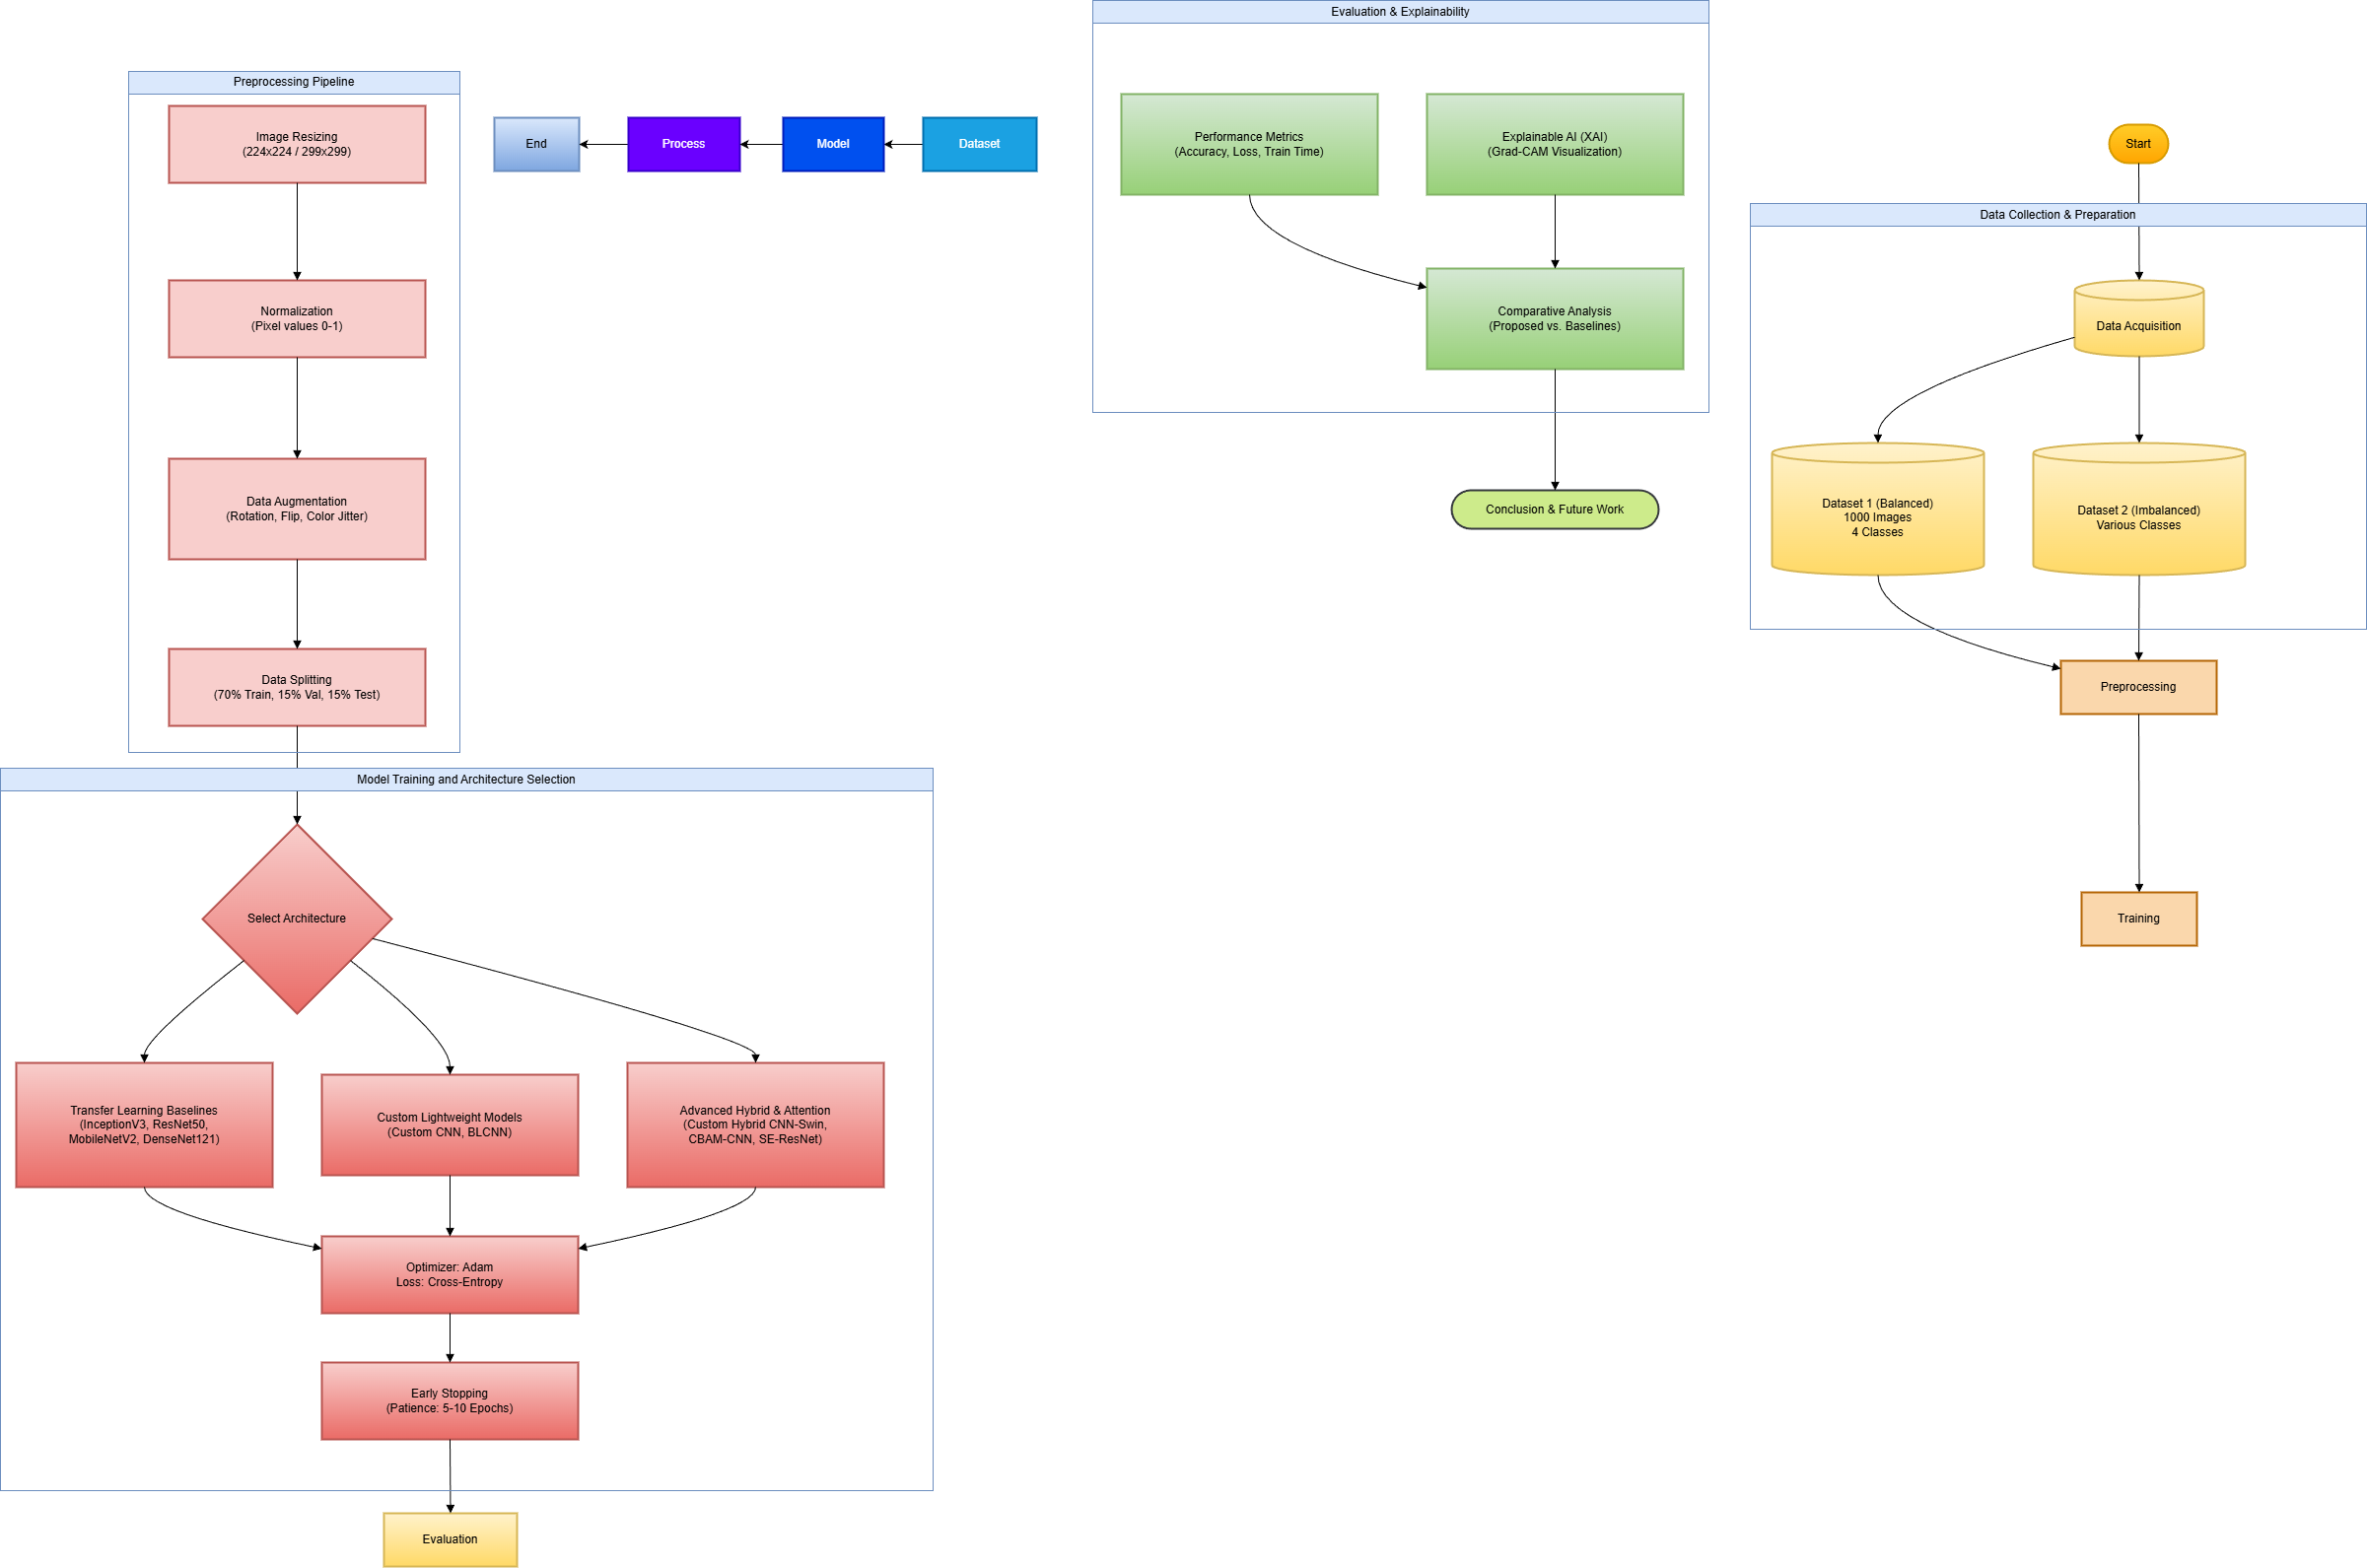 Preprocessing Pipeline
Image Resizing
(224x224 / 299x299)
Normalization
(Pixel values 0-1)
Data Augmentation
(Rotation, Flip, Color Jitter)
Data Splitting
(70% Train, 15% Val, 15% Test)
Model Training and Architecture Selection
Select Architecture
Transfer Learning Baselines
(InceptionV3, ResNet50,
MobileNetV2, DenseNet121)
Custom Lightweight Models
(Custom CNN, BLCNN)
Advanced Hybrid & Attention
(Custom Hybrid CNN-Swin,
CBAM-CNN, SE-ResNet)
Optimizer: Adam
Loss: Cross-Entropy
Early Stopping
(Patience: 5-10 Epochs)
Evaluation
End
Process
Model
Dataset
Evaluation & Explainability
Performance Metrics
(Accuracy, Loss, Train Time)
Explainable AI (XAI)
(Grad-CAM Visualization)
Comparative Analysis
(Proposed vs. Baselines)
Conclusion & Future Work
Start
Data Collection & Preparation
Data Acquisition
Dataset 1 (Balanced)
1000 Images
4 Classes
Dataset 2 (Imbalanced)
Various Classes
Preprocessing
Training